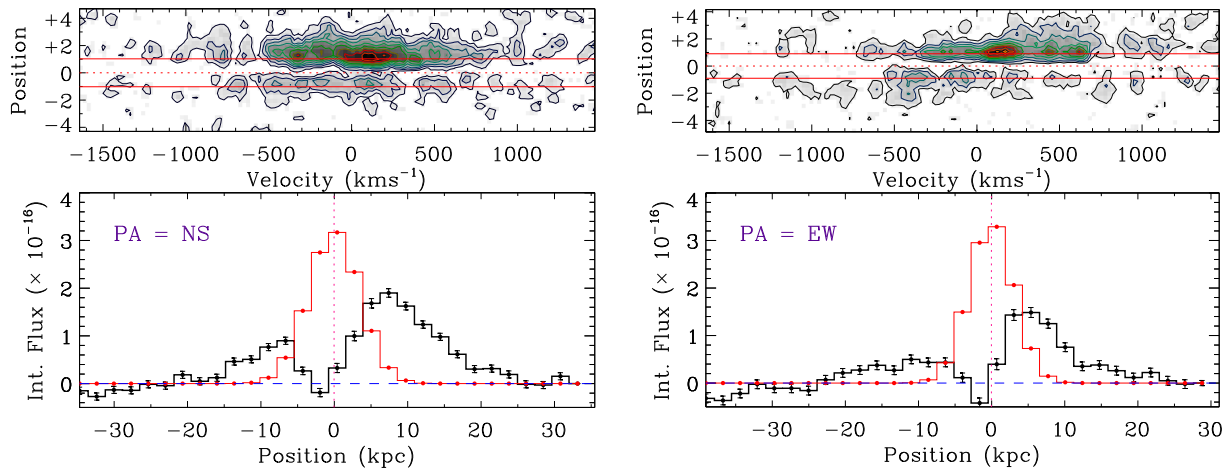 +4
+2
0
−2
−4
Position
−1500 −1000 −500 0 500 1000
Velocity (kms⁻¹)
+4
+2
0
−2
−4
Position
−1500 −1000 −500 0 500 1000
Velocity (kms⁻¹)
4
3
2
1
0
Int. Flux (× 10⁻¹⁶)
PA = NS
−30 −20 −10 0 10 20 30
Position (kpc)
4
3
2
1
0
Int. Flux (× 10⁻¹⁶)
PA = EW
−30 −20 −10 0 10 20 30
Position (kpc)